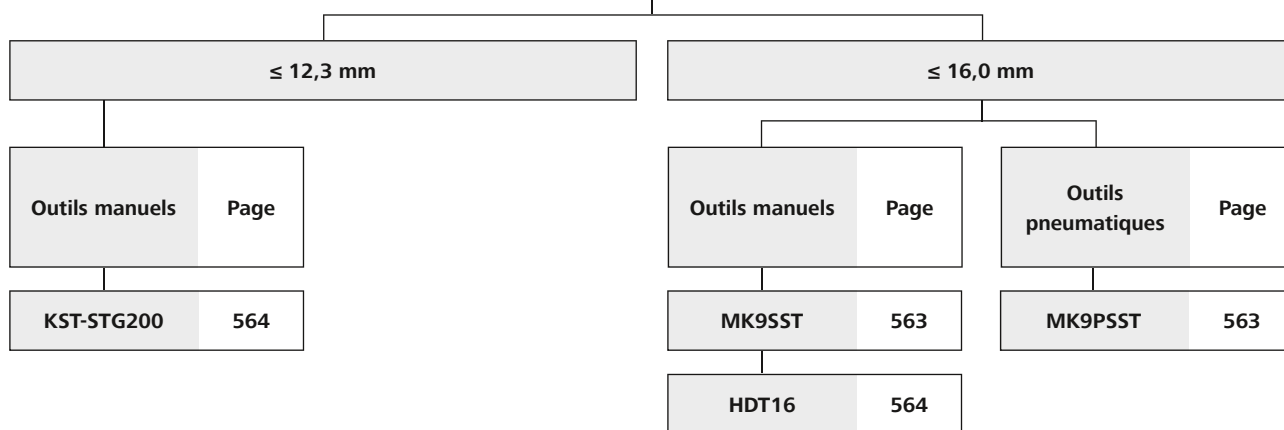 ≤ 12,3 mm
≤ 16,0 mm
Outils manuels
Page
Outils manuels
Page
Outils
pneumatiques
Page
KST-STG200
564
MK9SST
563
MK9PSST
563
HDT16
564